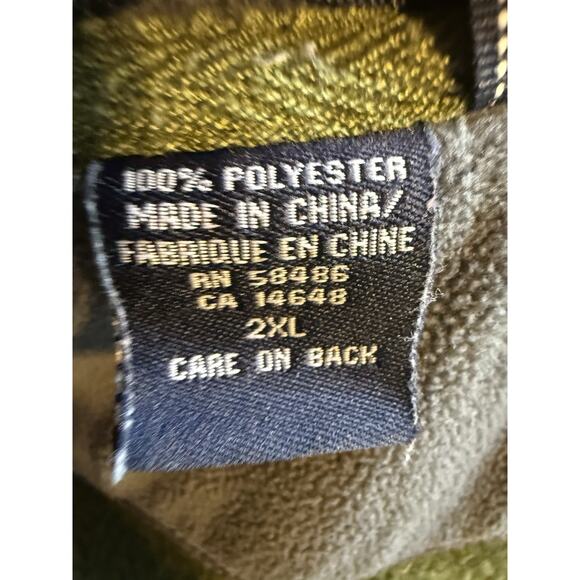 100% POLYESTER
MADE IN CHINA/
FABRIQUE EN CHINE
RN 58486
CA 14648
2XL
CARE ON BACK